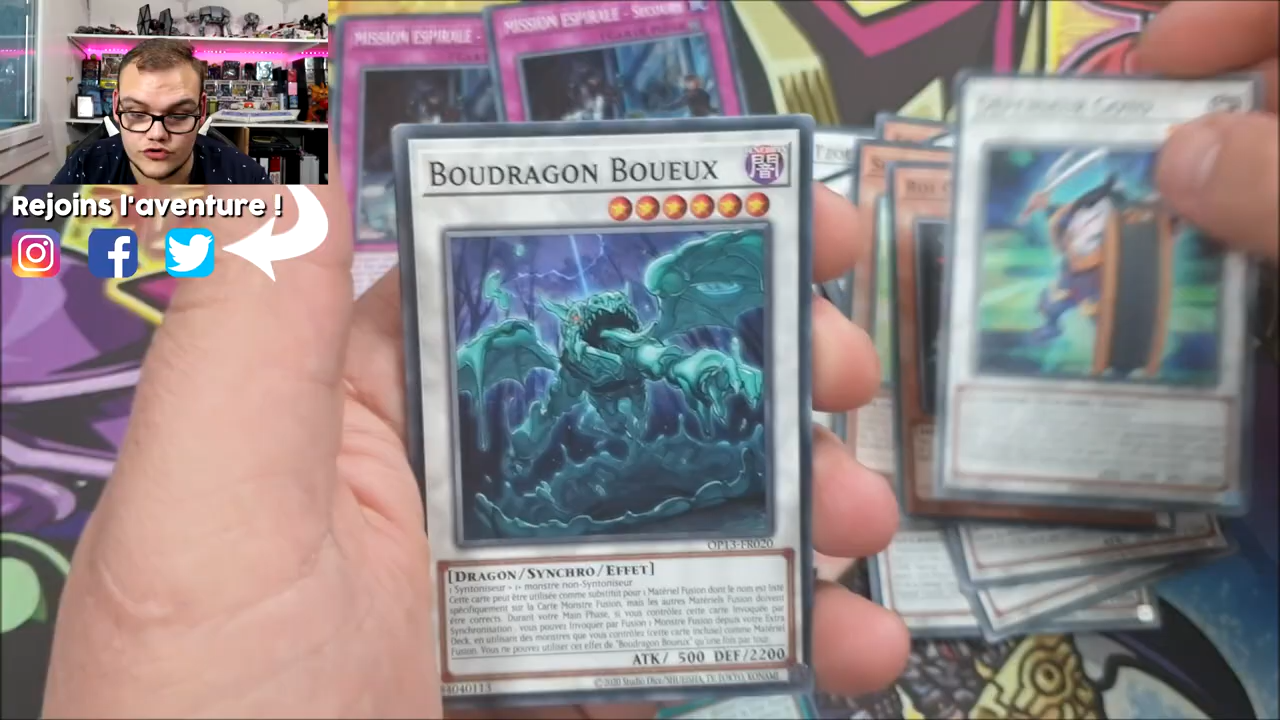 Rejoins l'aventure !
MISSION ESPIRALE -
MISSION ESPIRALE - SECOURS
BOUDRAGON BOUEUX
闇
OP13-FR020
[DRAGON/SYNCHRO/EFFET]
1 Syntoniseur + 1+ monstre non-Syntoniseur
Cette carte peut être utilisée comme substitut pour 1 Matériel Fusion dont le nom est listé
spécifiquement sur la Carte Monstre Fusion, mais les autres Matériels Fusion doivent
être corrects. Durant votre Main Phase, si vous contrôlez cette carte Invoquée par
Synchronisation : vous pouvez Invoquer par Fusion 1 Monstre Fusion depuis votre Extra
Deck, en utilisant des monstres que vous contrôlez (cette carte incluse) comme Matériel
Fusion. Vous ne pouvez utiliser cet effet de "Boudragon Boueux" qu'une fois par tour.
ATK/ 500 DEF/2200
84040113
©2020 Studio Dice/SHUEISHA, TV TOKYO, KONAMI